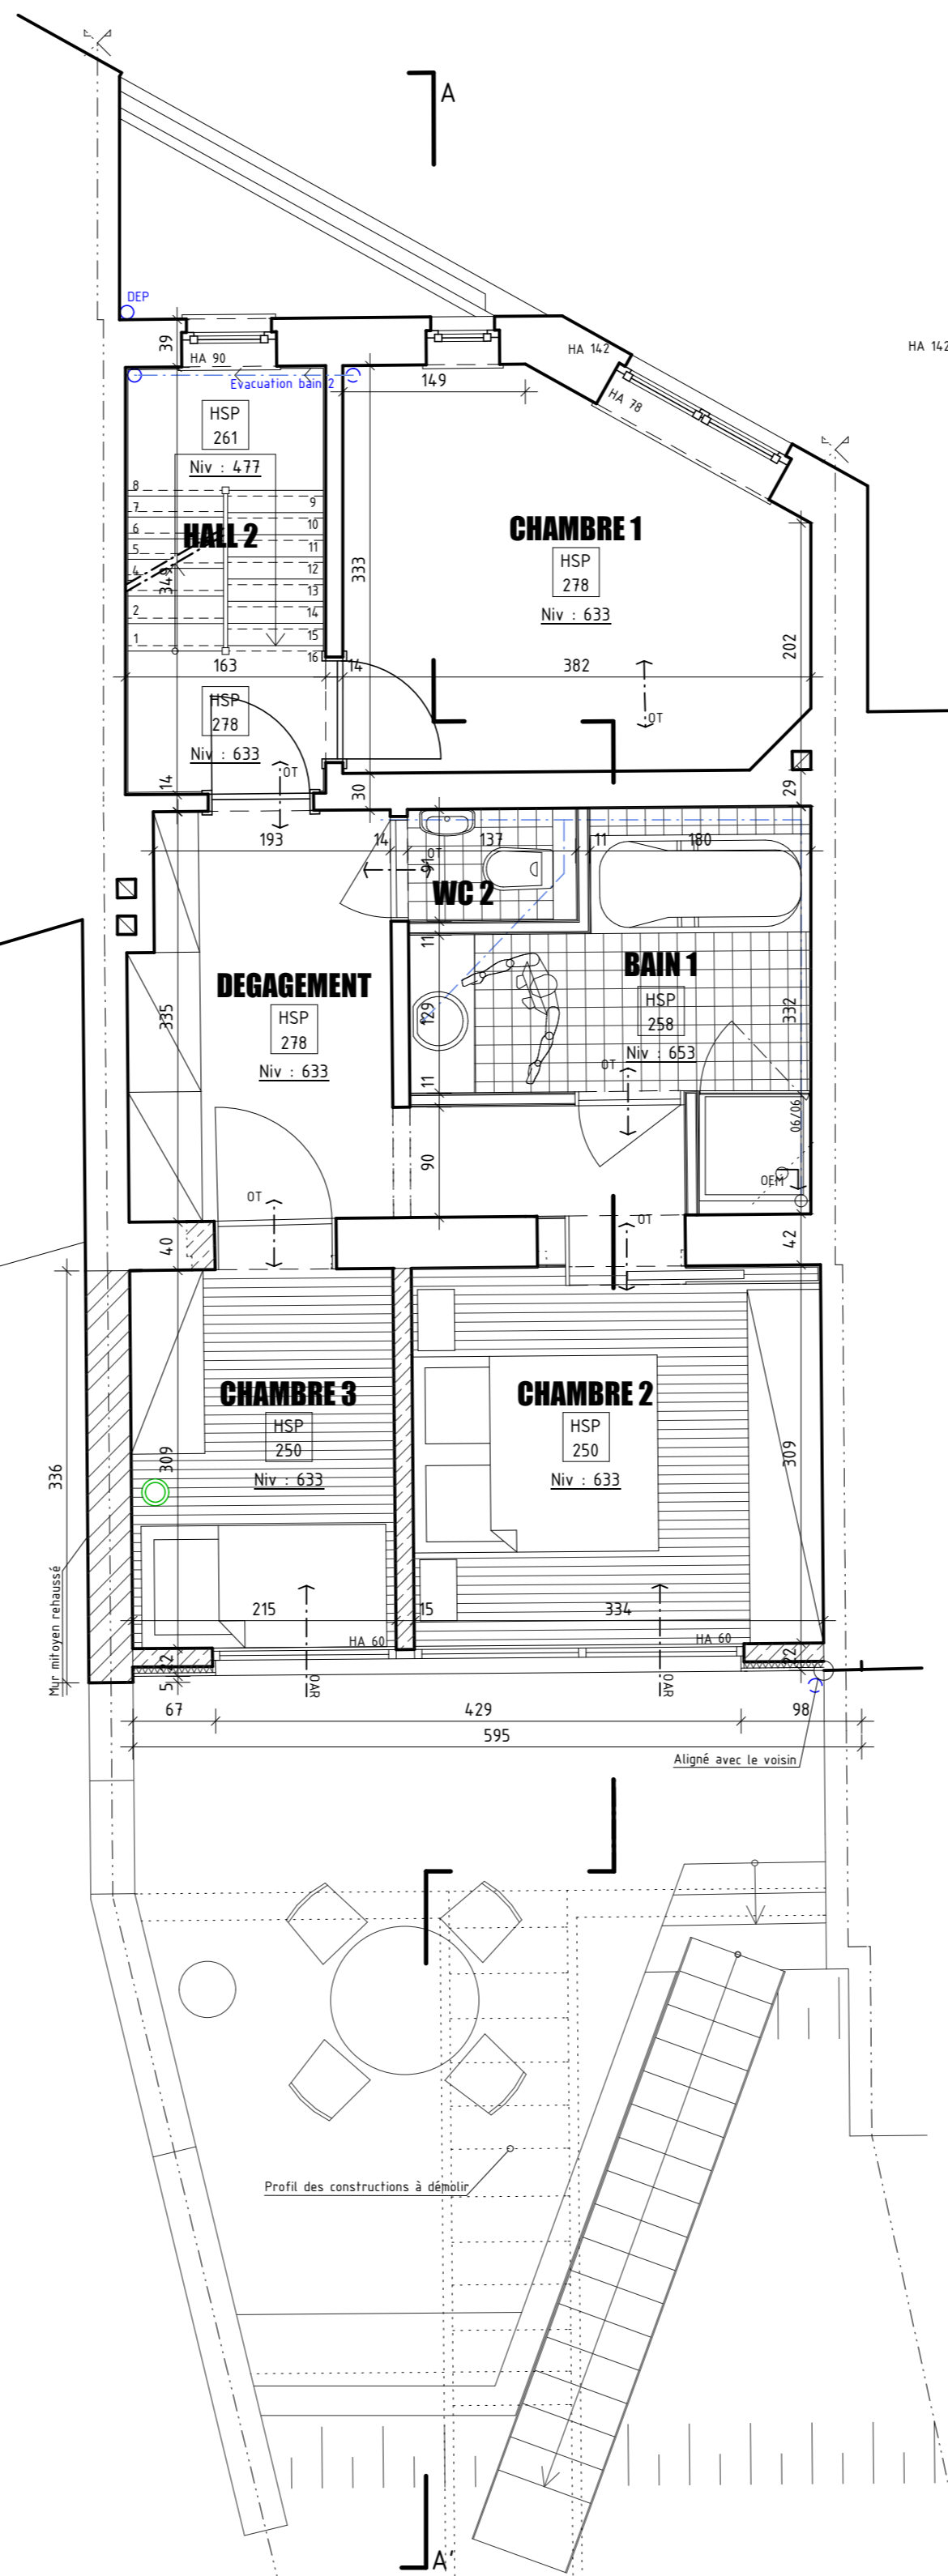 A
DEP
39
HA 90
Evacuation bain 2
149
HA 142
HA 142
HA 78
HSP
261
Niv : 477
8
7
6
5
4
2
1
9
10
11
12
13
14
15
16
HALL 2
349
333
CHAMBRE 1
HSP
278
Niv : 633
202
163
14
382
OT
HSP
278
Niv : 633
OT
14
30
29
193
14
137
11
180
OT
91
WC 2
11
DEGAGEMENT
HSP
278
Niv : 633
335
129
BAIN 1
HSP
258
Niv : 653
332
OT
11
90
90/90
OEM
OT
OT
40
42
CHAMBRE 3
HSP
250
Niv : 633
309
CHAMBRE 2
HSP
250
Niv : 633
309
336
Mur mitoyen rehaussé
215
15
334
HA 60
HA 60
22
22
5
OAR
OAR
67
429
98
595
Aligné avec le voisin
Profil des constructions à démolir
A'